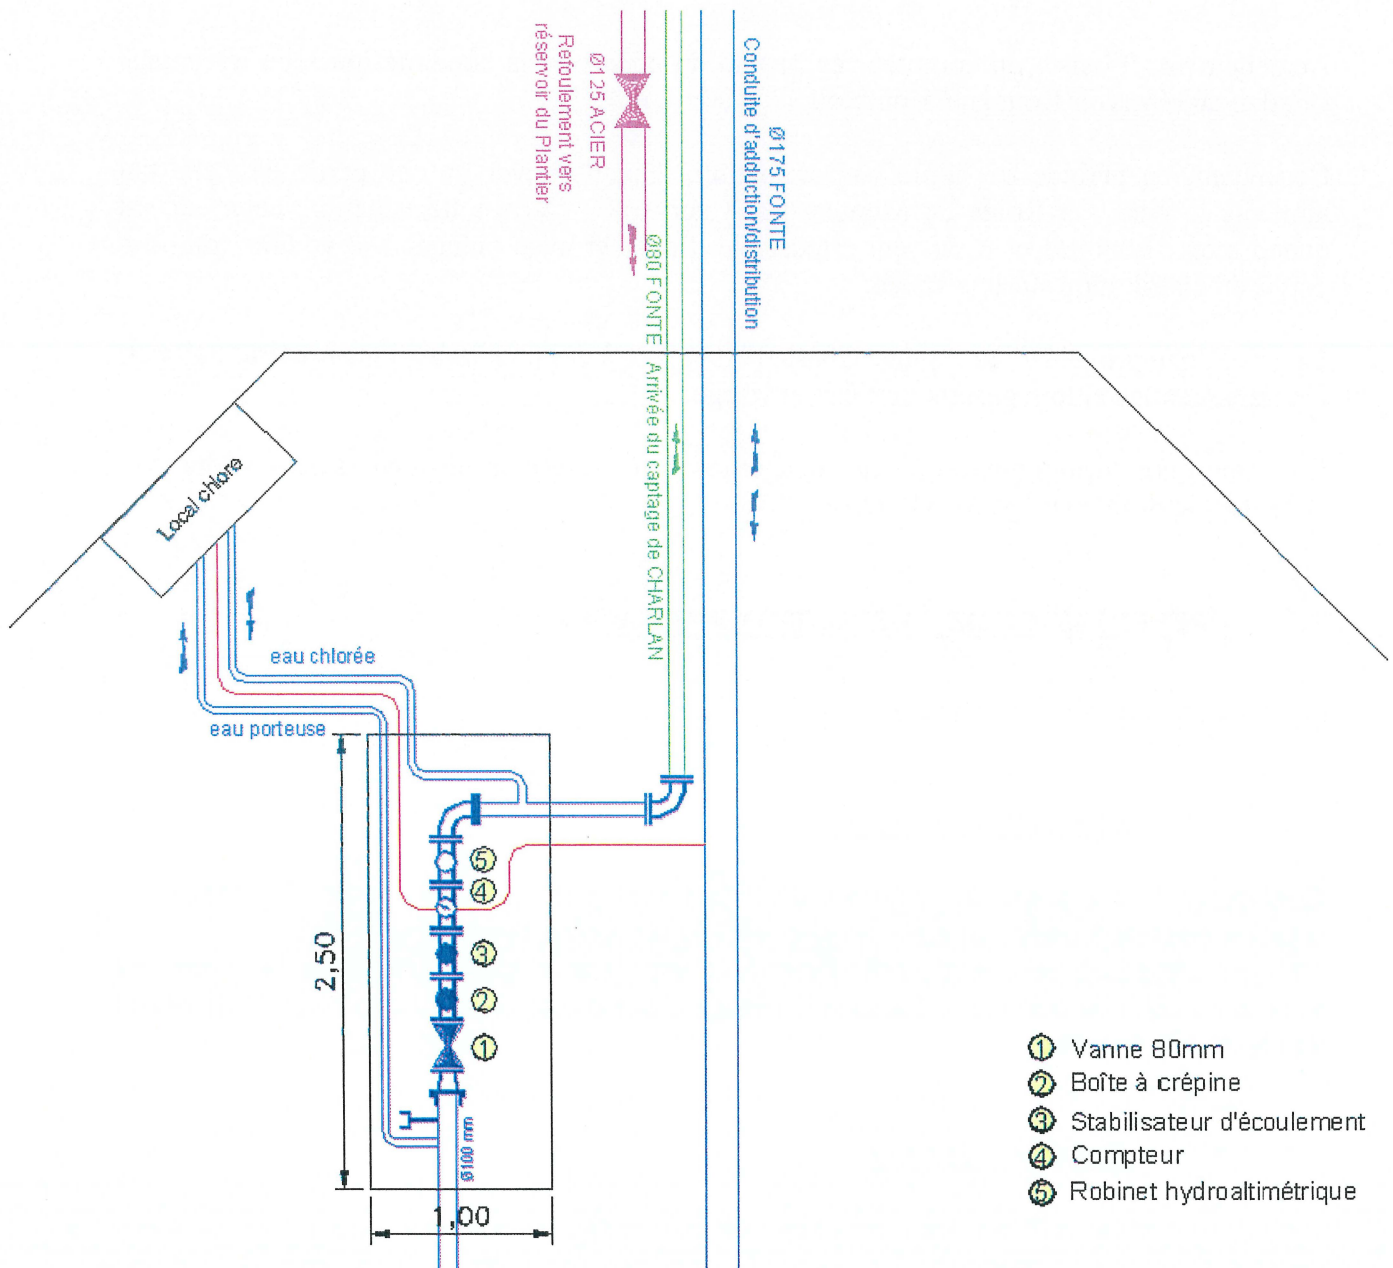 Ø125 ACIER
Refoulement vers
réservoir du Plantier
Ø175 FONTE
Conduite d'adduction/distribution
Ø80 FONTE Arrivée du captage de CHARLAN
Local chlore
eau chlorée
eau porteuse
5
4
3
2
1
2,50
Ø100 mm
1,00
1 Vanne 80mm
2 Boîte à crépine
3 Stabilisateur d'écoulement
4 Compteur
5 Robinet hydroaltimétrique